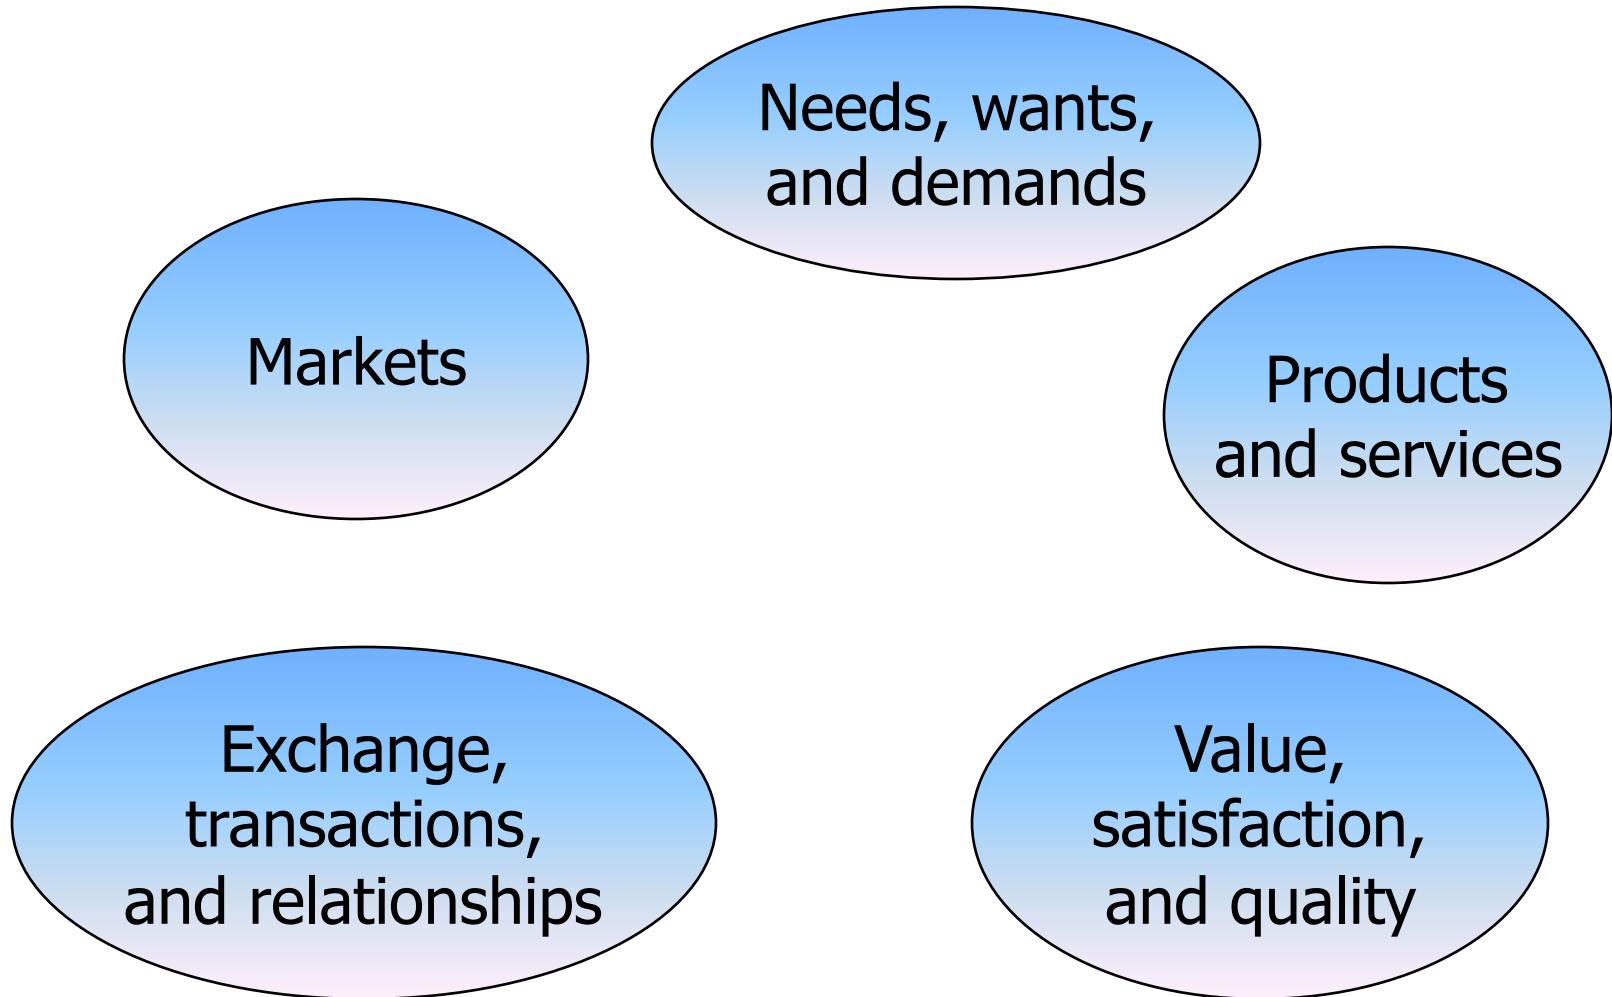 Needs, wants,
and demands
Markets
Products
and services
Exchange,
transactions,
and relationships
Value,
satisfaction,
and quality